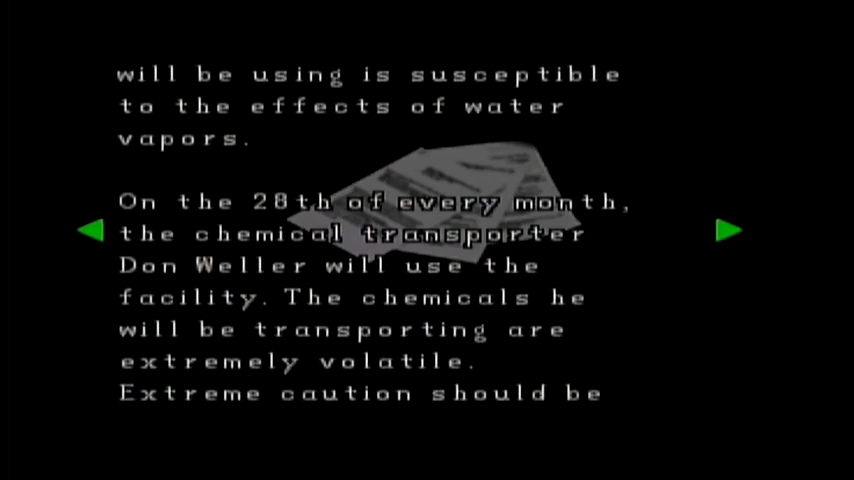 will be using is susceptible
to the effects of water
vapors.
On the 28th of every month,
the chemical transporter
Don Weller will use the
facility. The chemicals he
will be transporting are
extremely volatile.
Extreme caution should be